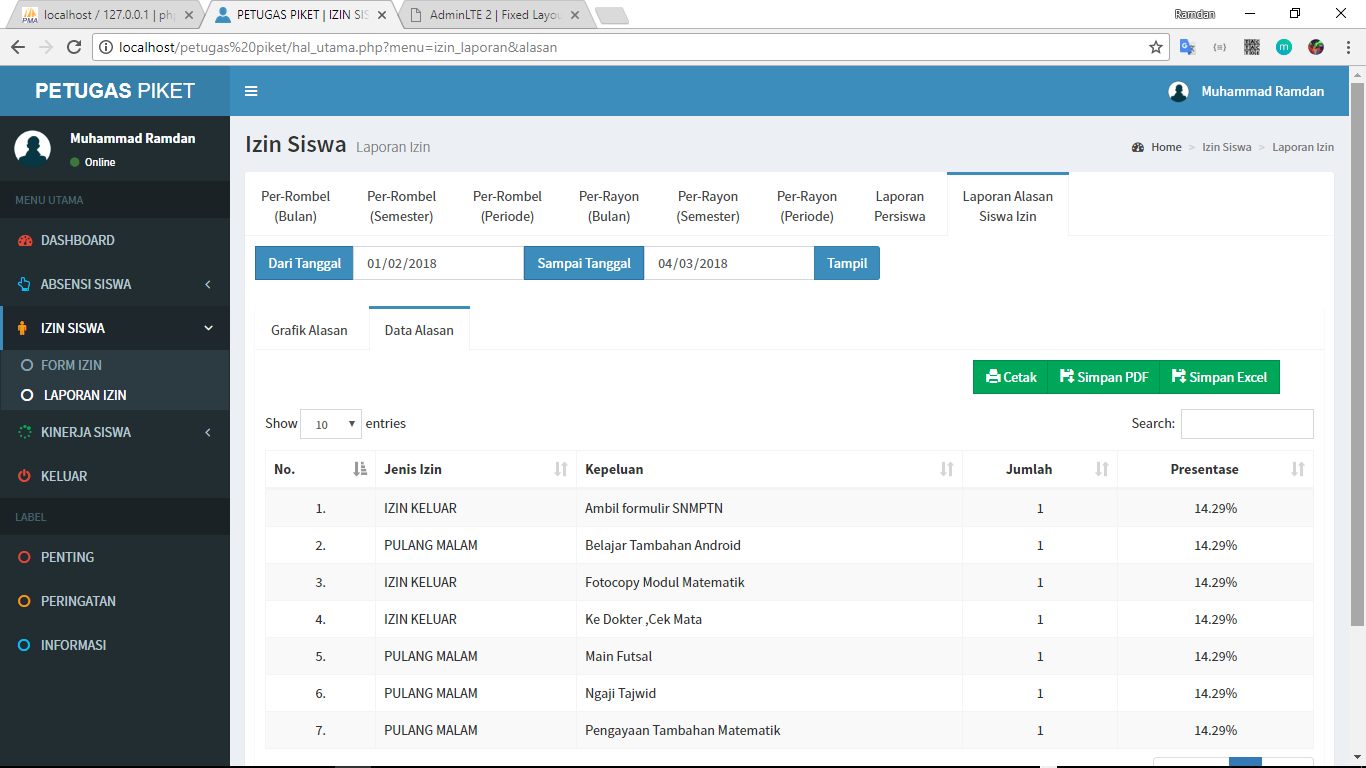 localhost / 127.0.0.1 | ph
PETUGAS PIKET | IZIN SIS
AdminLTE 2 | Fixed Layou
Ramdan
localhost/petugas%20piket/hal_utama.php?menu=izin_laporan&alasan
PETUGAS PIKET
Muhammad Ramdan
Muhammad Ramdan
Online
Izin Siswa Laporan Izin
Home > Izin Siswa > Laporan Izin
MENU UTAMA
DASHBOARD
ABSENSI SISWA
IZIN SISWA
FORM IZIN
LAPORAN IZIN
KINERJA SISWA
KELUAR
LABEL
PENTING
PERINGATAN
INFORMASI
Per-Rombel
(Bulan)
Per-Rombel
(Semester)
Per-Rombel
(Periode)
Per-Rayon
(Bulan)
Per-Rayon
(Semester)
Per-Rayon
(Periode)
Laporan
Persiswa
Laporan Alasan
Siswa Izin
Dari Tanggal 01/02/2018 Sampai Tanggal 04/03/2018 Tampil
Grafik Alasan Data Alasan
Cetak Simpan PDF Simpan Excel
Show 10 entries Search:
No. Jenis Izin Kepeluan Jumlah Presentase
1. IZIN KELUAR Ambil formulir SNMPTN 1 14.29%
2. PULANG MALAM Belajar Tambahan Android 1 14.29%
3. IZIN KELUAR Fotocopy Modul Matematik 1 14.29%
4. IZIN KELUAR Ke Dokter ,Cek Mata 1 14.29%
5. PULANG MALAM Main Futsal 1 14.29%
6. PULANG MALAM Ngaji Tajwid 1 14.29%
7. PULANG MALAM Pengayaan Tambahan Matematik 1 14.29%